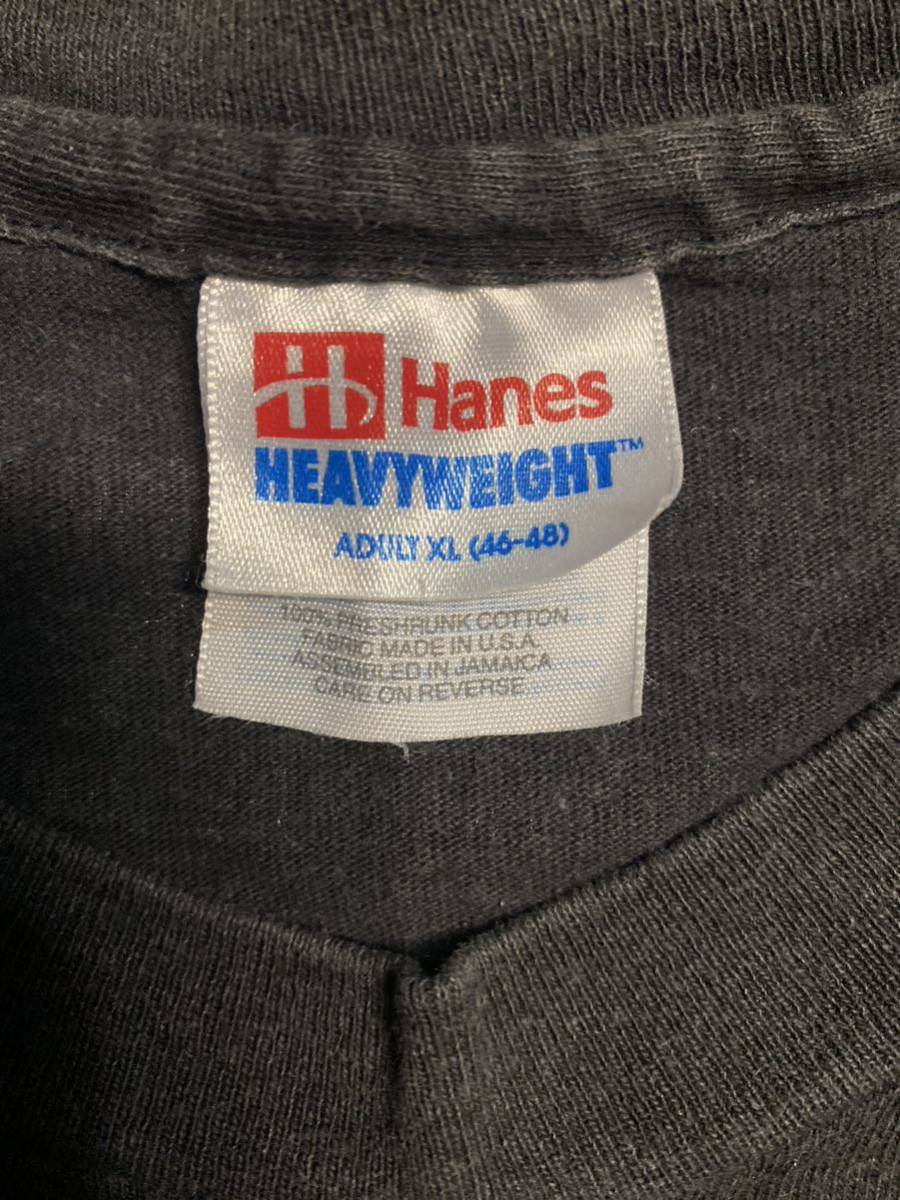 H Hanes
HEAVYWEIGHT™
ADULT XL (46-48)
100% PRESHRUNK COTTON
FABRIC MADE IN U.S.A.
ASSEMBLED IN JAMAICA
CARE ON REVERSE